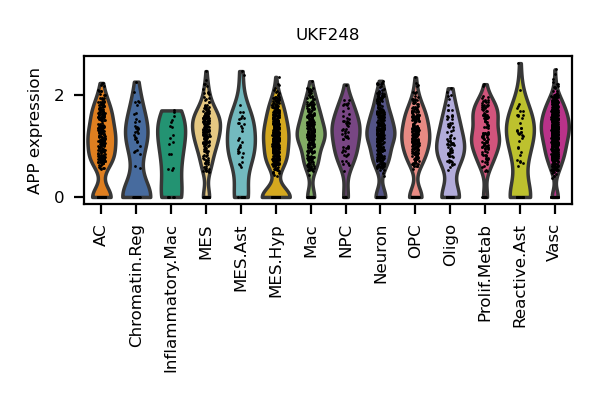 UKF248
APP expression
2
0
AC
Chromatin.Reg
Inflammatory.Mac
MES
MES.Ast
MES.Hyp
Mac
NPC
Neuron
OPC
Oligo
Prolif.Metab
Reactive.Ast
Vasc